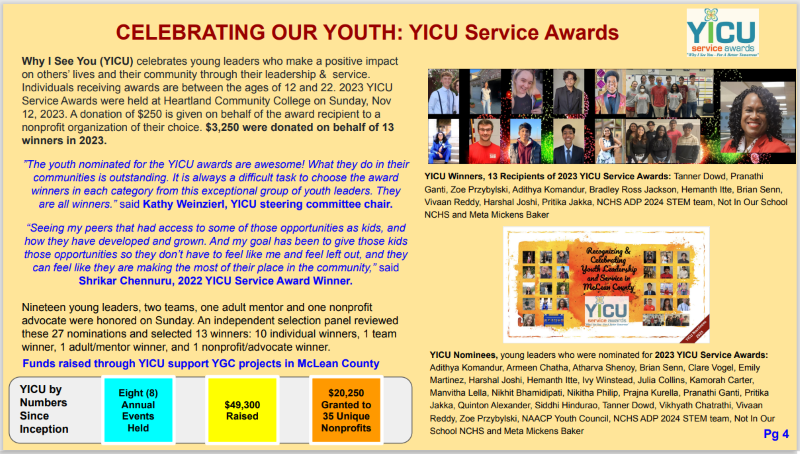 CELEBRATING OUR YOUTH: YICU Service Awards
YICU
service awards
"Why I See You - For A Better Tomorrow"
Why I See You (YICU) celebrates young leaders who make a positive impact
on others' lives and their community through their leadership & service.
Individuals receiving awards are between the ages of 12 and 22. 2023 YICU
Service Awards were held at Heartland Community College on Sunday, Nov
12, 2023. A donation of $250 is given on behalf of the award recipient to a
nonprofit organization of their choice. $3,250 were donated on behalf of 13
winners in 2023.
"The youth nominated for the YICU awards are awesome! What they do in their
communities is outstanding. It is always a difficult task to choose the award
winners in each category from this exceptional group of youth leaders. They
are all winners." said Kathy Weinzierl, YICU steering committee chair.
"Seeing my peers that had access to some of those opportunities as kids, and
how they have developed and grown. And my goal has been to give those kids
those opportunities so they don't have to feel like me and feel left out, and they
can feel like they are making the most of their place in the community," said
Shrikar Chennuru, 2022 YICU Service Award Winner.
Nineteen young leaders, two teams, one adult mentor and one nonprofit
advocate were honored on Sunday. An independent selection panel reviewed
these 27 nominations and selected 13 winners: 10 individual winners, 1 team
winner, 1 adult/mentor winner, and 1 nonprofit/advocate winner.
Funds raised through YICU support YGC projects in McLean County
YICU by
Numbers
Since
Inception
Eight (8)
Annual
Events
Held
$49,300
Raised
$20,250
Granted to
35 Unique
Nonprofits
YICU Winners, 13 Recipients of 2023 YICU Service Awards: Tanner Dowd, Pranathi
Ganti, Zoe Przybylski, Adithya Komandur, Bradley Ross Jackson, Hemanth Itte, Brian Senn,
Vivaan Reddy, Harshal Joshi, Pritika Jakka, NCHS ADP 2024 STEM team, Not In Our School
NCHS and Meta Mickens Baker
Recognizing &
Celebrating
Youth Leadership
and Service in
McLean County
YICU
service awards
YICU Nominees, young leaders who were nominated for 2023 YICU Service Awards:
Adithya Komandur, Armeen Chatha, Atharva Shenoy, Brian Senn, Clare Vogel, Emily
Martinez, Harshal Joshi, Hemanth Itte, Ivy Winstead, Julia Collins, Kamorah Carter,
Manvitha Lella, Nikhit Bhamidipati, Nikitha Philip, Prajna Kurella, Pranathi Ganti, Pritika
Jakka, Quinton Alexander, Siddhi Hindurao, Tanner Dowd, Vikhyath Chatrathi, Vivaan
Reddy, Zoe Przybylski, NAACP Youth Council, NCHS ADP 2024 STEM team, Not In Our
School NCHS and Meta Mickens Baker
Pg 4